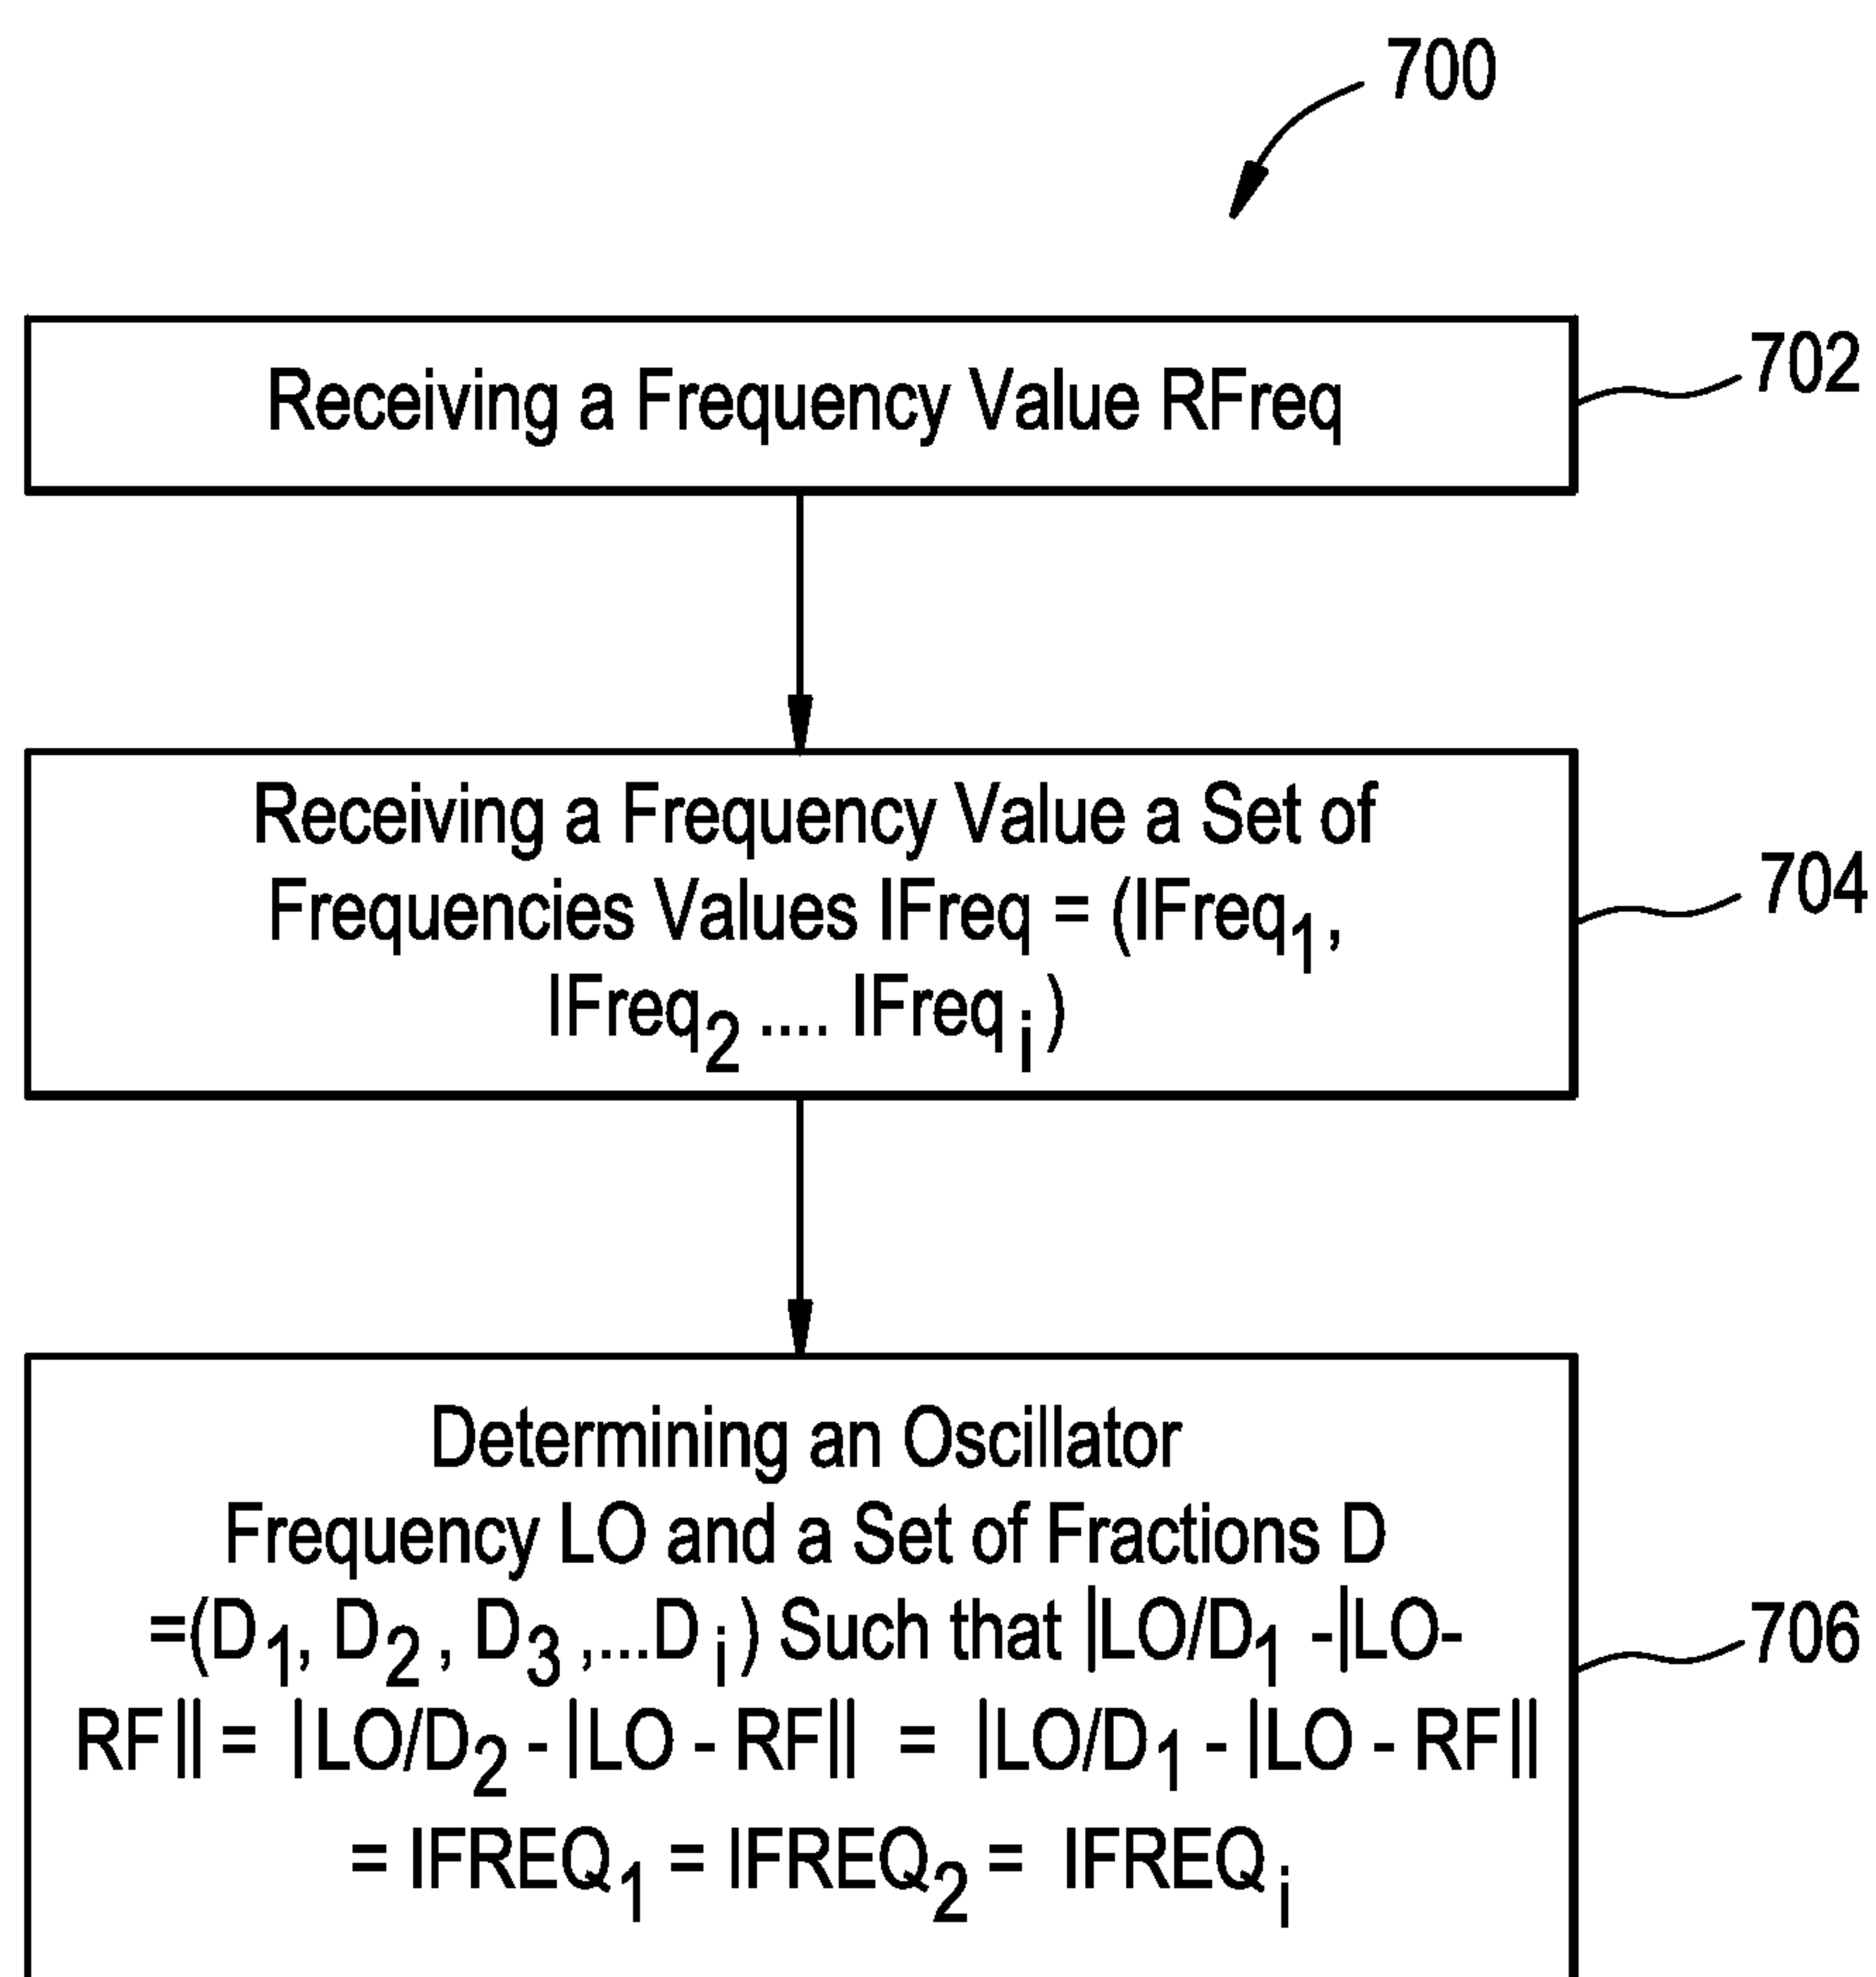 700
Receiving a Frequency Value RFreq
702
Receiving a Frequency Value a Set of
Frequencies Values IFreq = (IFreq₁,
IFreq₂ .... IFreqᵢ)
704
Determining an Oscillator
Frequency LO and a Set of Fractions D
=(D₁, D₂, D₃,...Dᵢ) Such that |LO/D₁ -|LO-
RF|| = |LO/D₂ - |LO - RF|| = |LO/D₁ - |LO - RF||
= IFREQ₁ = IFREQ₂ = IFREQᵢ
706